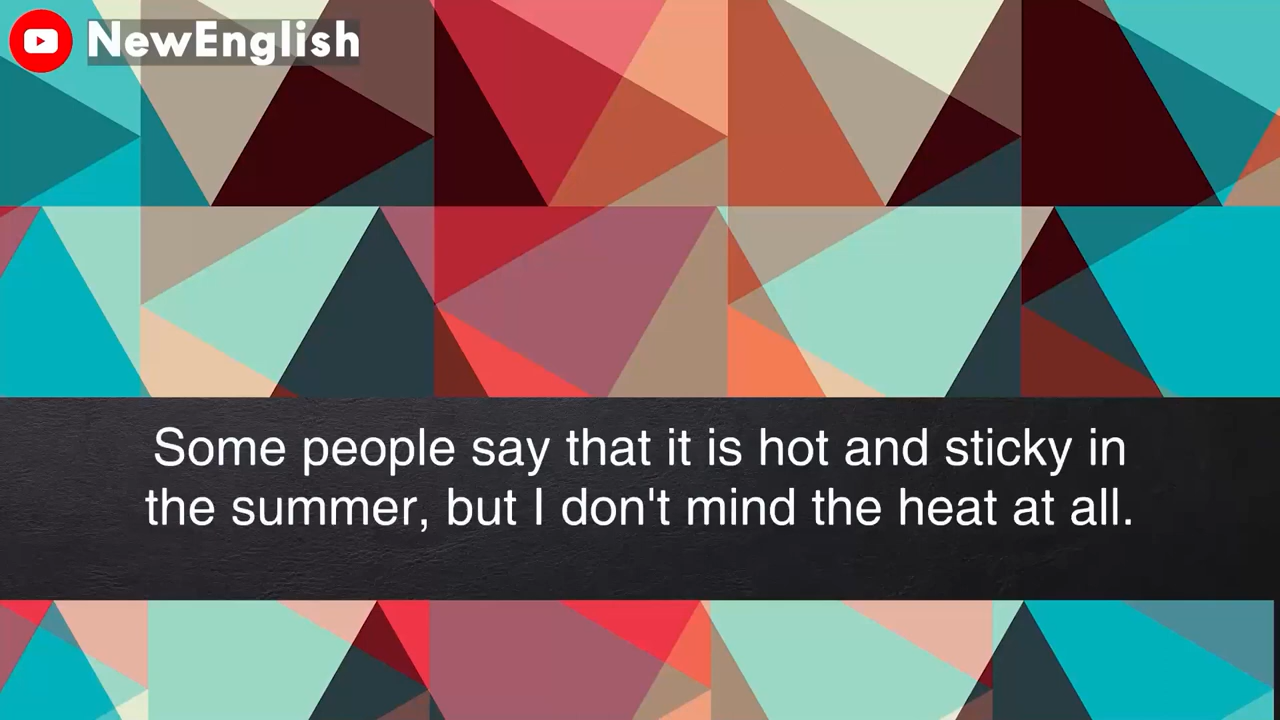 NewEnglish
Some people say that it is hot and sticky in
the summer, but I don't mind the heat at all.